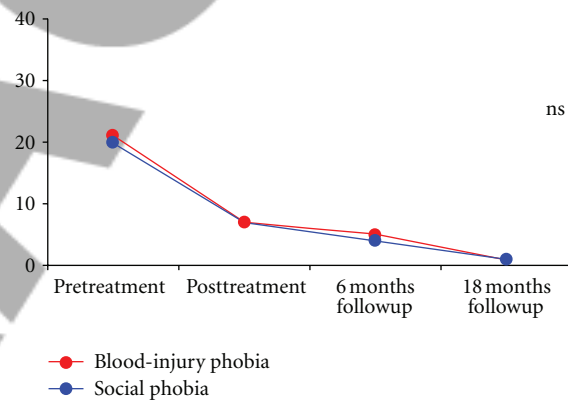 40
30
ns
20
10
0
Pretreatment Posttreatment 6 months followup 18 months followup
Blood-injury phobia
Social phobia